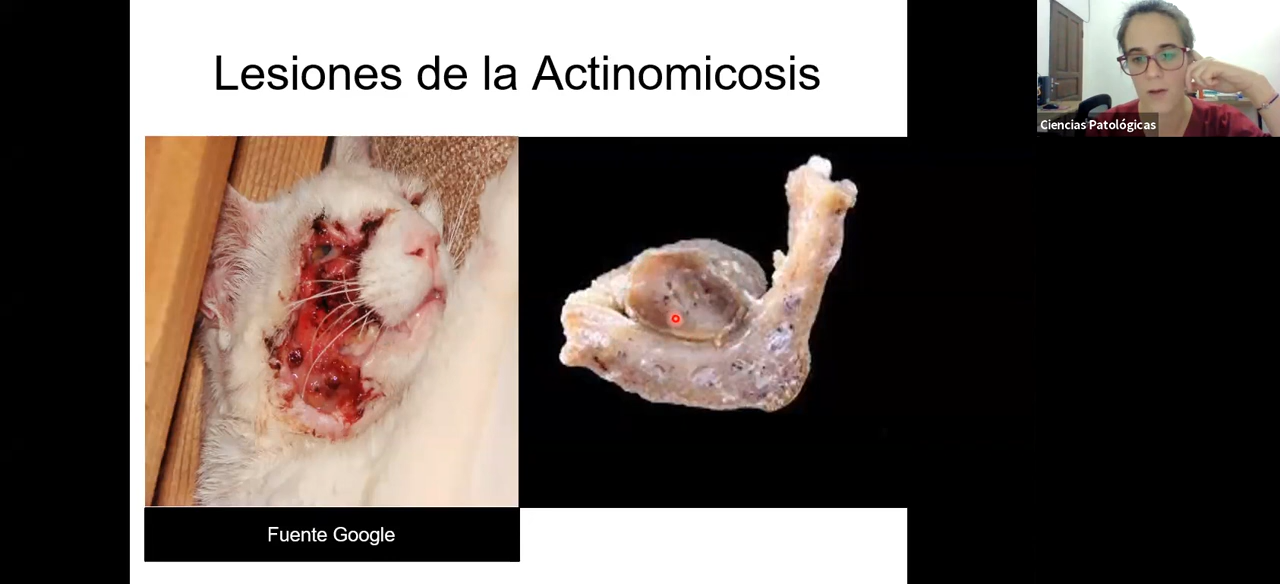 Lesiones de la Actinomicosis
Ciencias Patológicas
Fuente Google